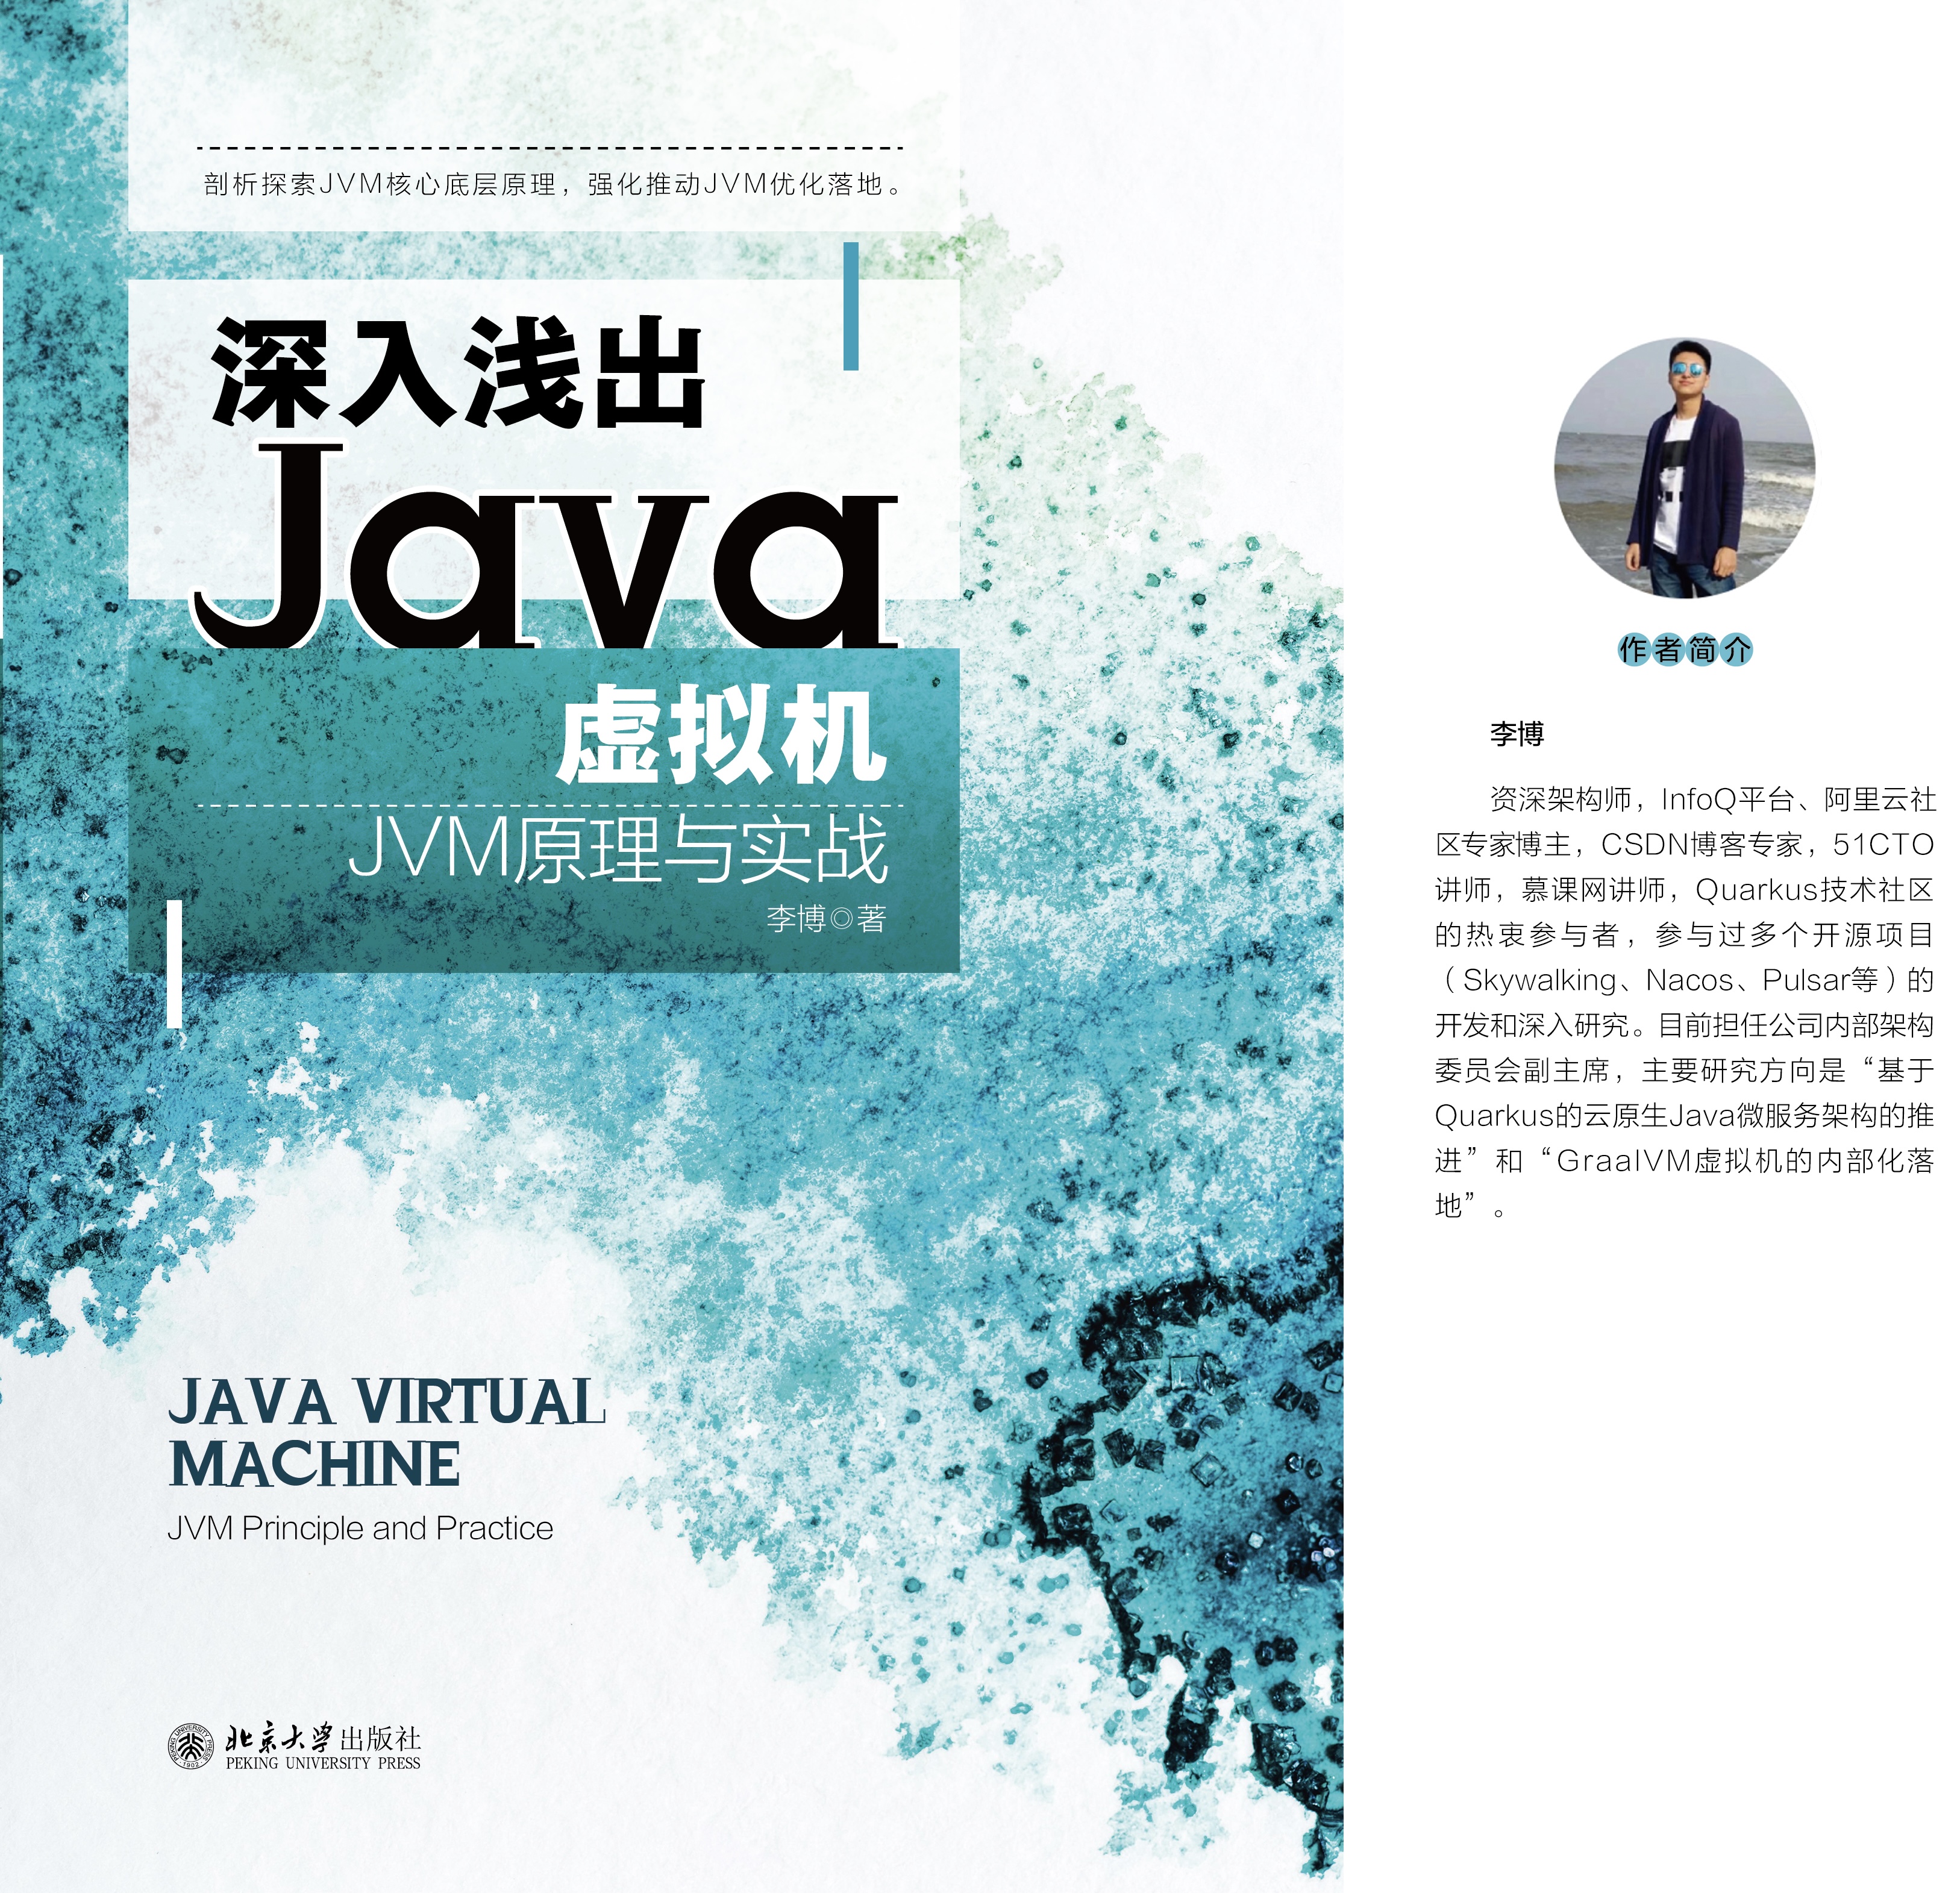 剖析探索JVM核心底层原理，强化推动JVM优化落地。
深入浅出
Java
虚拟机
JVM原理与实战
李博◎著
JAVA VIRTUAL
MACHINE
JVM Principle and Practice
PEKING UNIVERSITY PRESS
1902
北京大学出版社
PEKING UNIVERSITY PRESS
作者简介
李博
资深架构师，InfoQ平台、阿里云社
区专家博主，CSDN博客专家，51CTO
讲师，慕课网讲师，Quarkus技术社区
的热衷参与者，参与过多个开源项目
（Skywalking、Nacos、Pulsar等）的
开发和深入研究。目前担任公司内部架构
委员会副主席，主要研究方向是“基于
Quarkus的云原生Java微服务架构的推
进”和“GraalVM虚拟机的内部化落
地”。